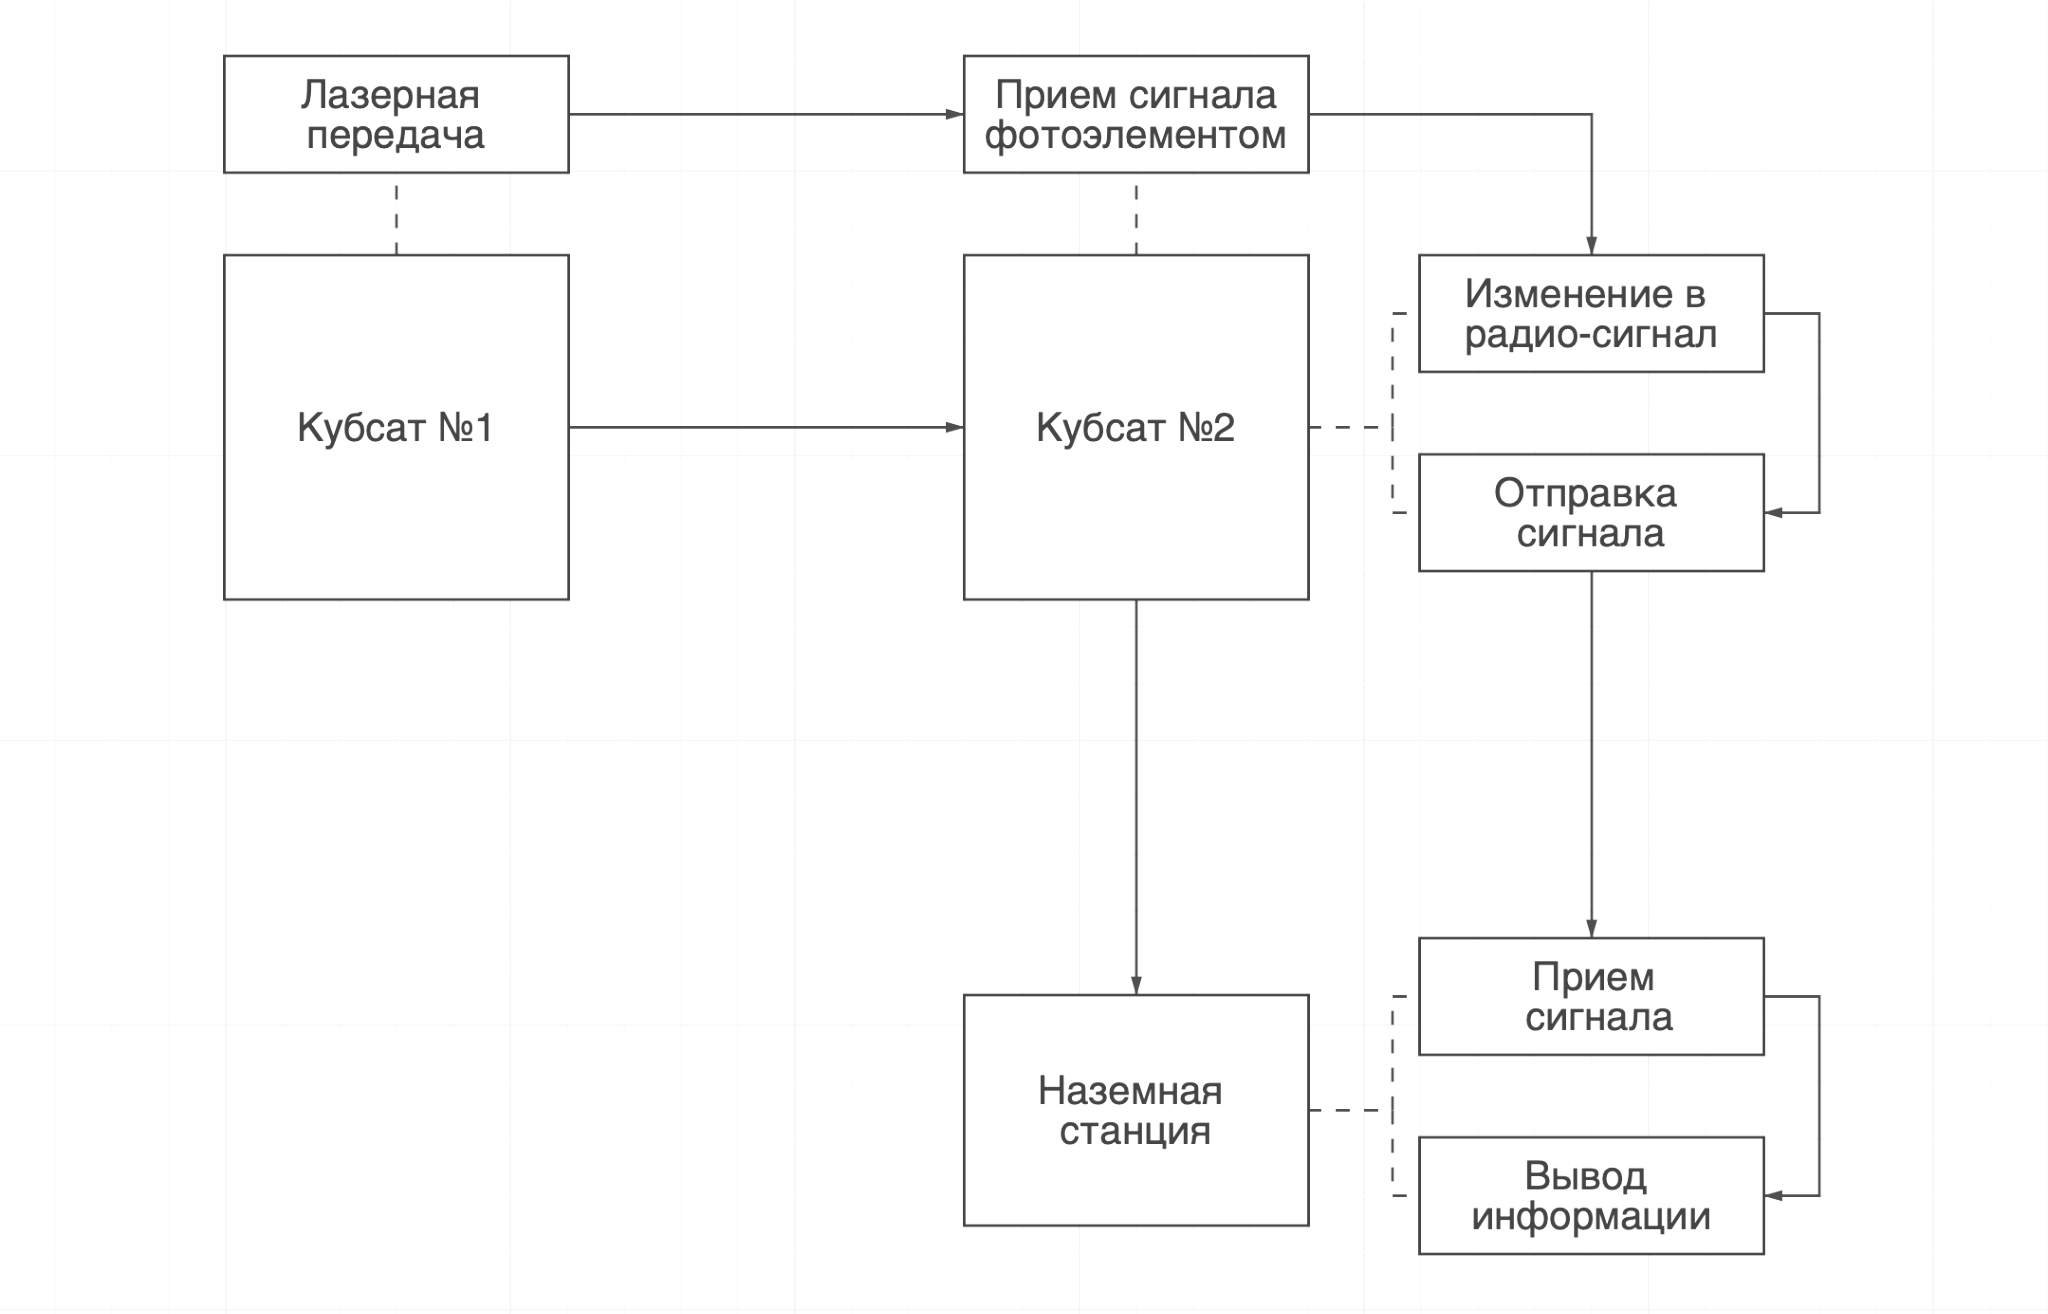 Лазерная
передача
Прием сигнала
фотоэлементом
Изменение в
радио-сигнал
Кубсат №1
Кубсат №2
Отправка
сигнала
Прием
сигнала
Наземная
станция
Вывод
информации